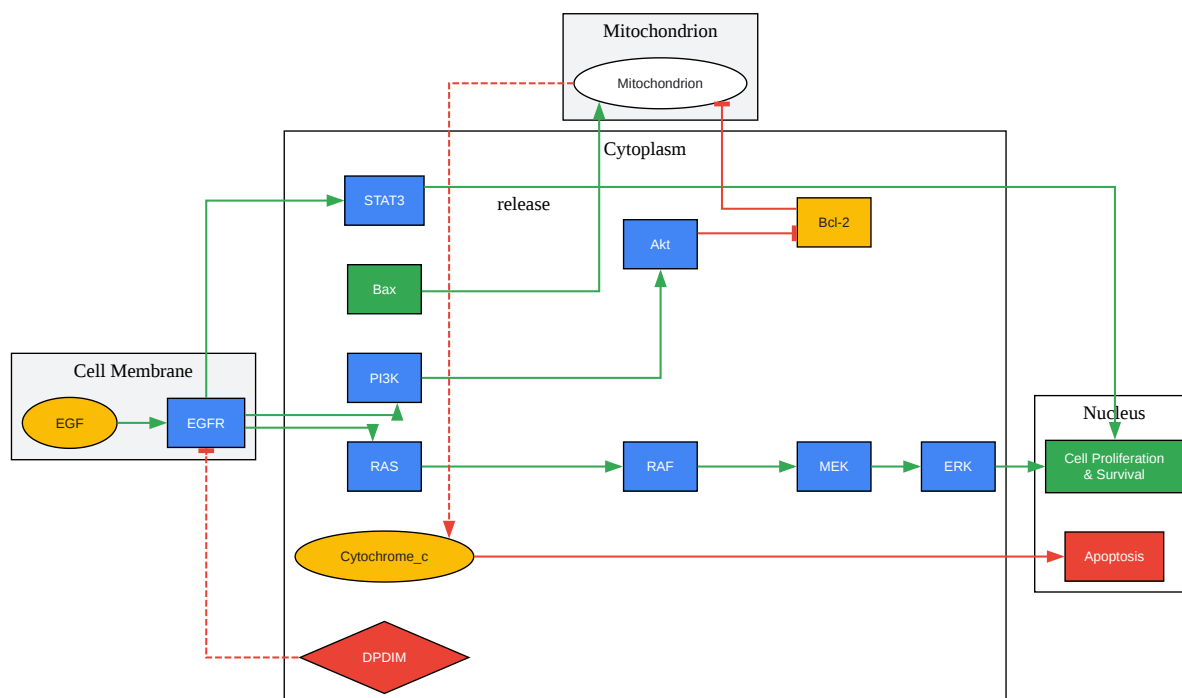 Mitochondrion
Mitochondrion
Cytoplasm
STAT3
release
Bcl-2
Akt
Bax
Cell Membrane
PI3K
EGF
EGFR
Nucleus
RAS
RAF
MEK
ERK
Cell Proliferation
& Survival
Cytochrome_c
Apoptosis
DPDIM